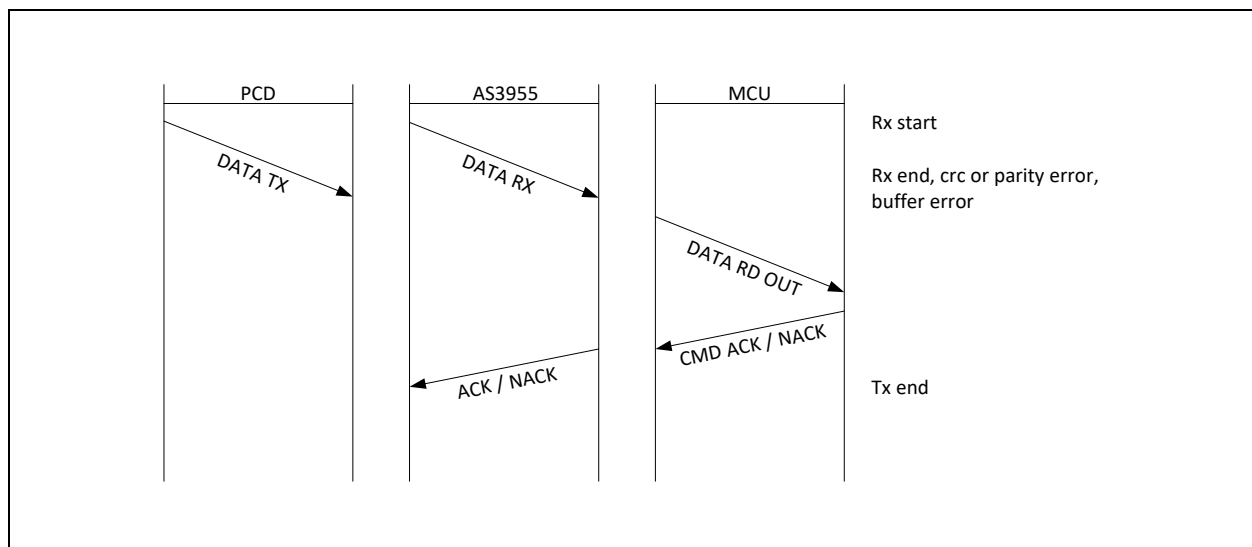 PCD
AS3955
MCU
Rx start
DATA TX
DATA RX
Rx end, crc or parity error,
buffer error
DATA RD OUT
CMD ACK / NACK
ACK / NACK
Tx end